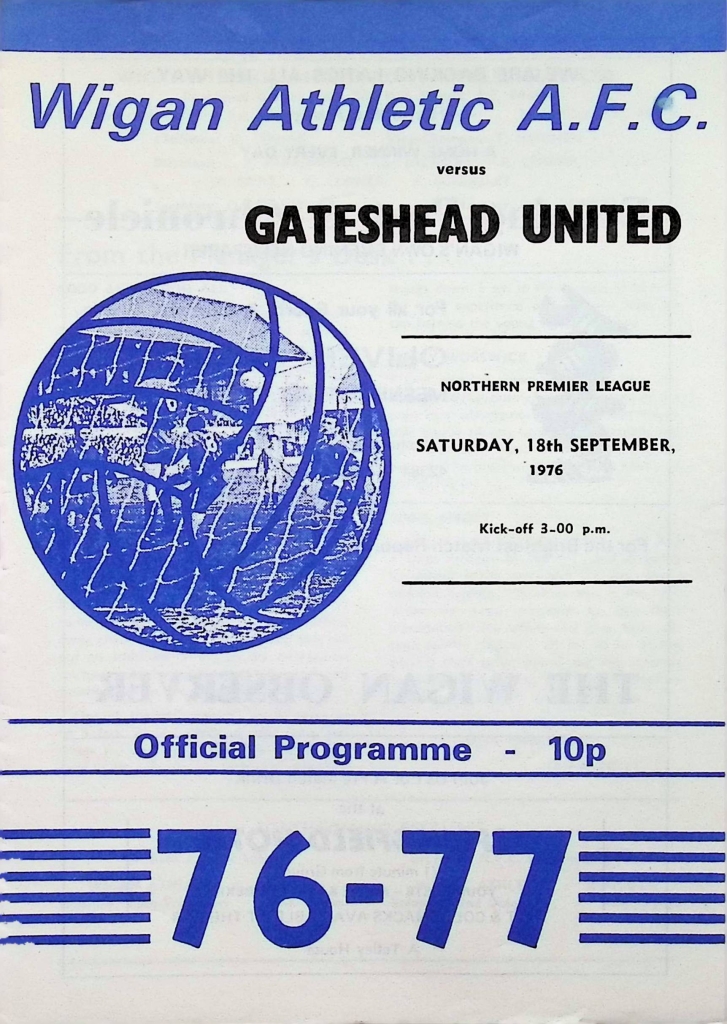 Wigan Athletic A.F.C.
versus
GATESHEAD UNITED
NORTHERN PREMIER LEAGUE
SATURDAY, 18th SEPTEMBER,
1976
Kick-off 3-00 p.m.
Official Programme - 10p
76-77